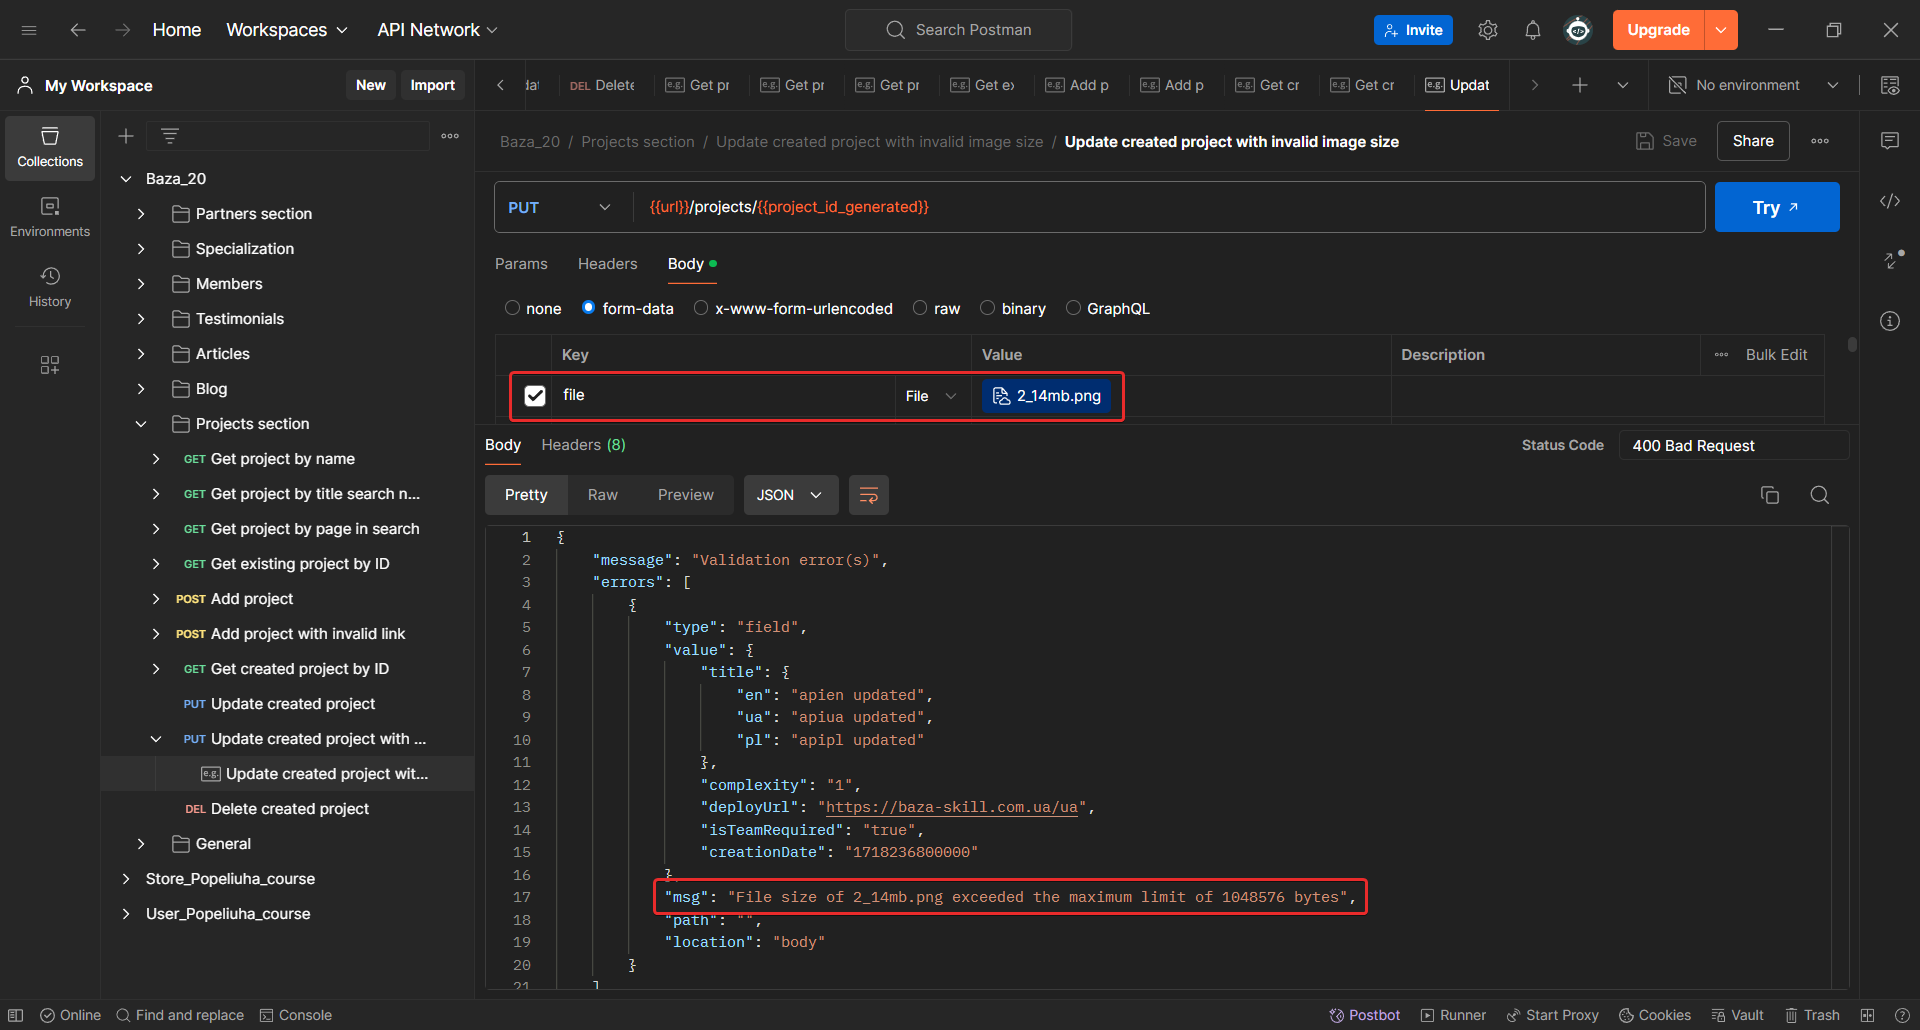 Home Workspaces API Network Search Postman Invite Upgrade
My Workspace New Import
DEL Delete e.g. Get pr e.g. Get pr e.g. Get pr e.g. Get ex e.g. Add p e.g. Add p e.g. Get cr e.g. Get cr e.g. Updat No environment
Collections
Environments
History
Baza_20
Partners section
Specialization
Members
Testimonials
Articles
Blog
Projects section
GET Get project by name
GET Get project by title search n...
GET Get project by page in search
GET Get existing project by ID
POST Add project
POST Add project with invalid link
GET Get created project by ID
PUT Update created project
PUT Update created project with ...
e.g. Update created project wit...
DEL Delete created project
General
Store_Popeliuha_course
User_Popeliuha_course
Baza_20 / Projects section / Update created project with invalid image size / Update created project with invalid image size Save Share
PUT {{url}}/projects/{{project_id_generated}} Try
Params Headers Body
none form-data x-www-form-urlencoded raw binary GraphQL
Key Value Description Bulk Edit
file File 2_14mb.png
Body Headers (8) Status Code 400 Bad Request
Pretty Raw Preview JSON
1 {
2 "message": "Validation error(s)",
3 "errors": [
4 {
5 "type": "field",
6 "value": {
7 "title": {
8 "en": "apien updated",
9 "ua": "apiua updated",
10 "pl": "apipl updated"
11 },
12 "complexity": "1",
13 "deployUrl": "https://baza-skill.com.ua/ua",
14 "isTeamRequired": "true",
15 "creationDate": "1718236800000"
16 },
17 "msg": "File size of 2_14mb.png exceeded the maximum limit of 1048576 bytes",
18 "path": "",
19 "location": "body"
20 }
21 ]
Online Find and replace Console Postbot Runner Start Proxy Cookies Vault Trash